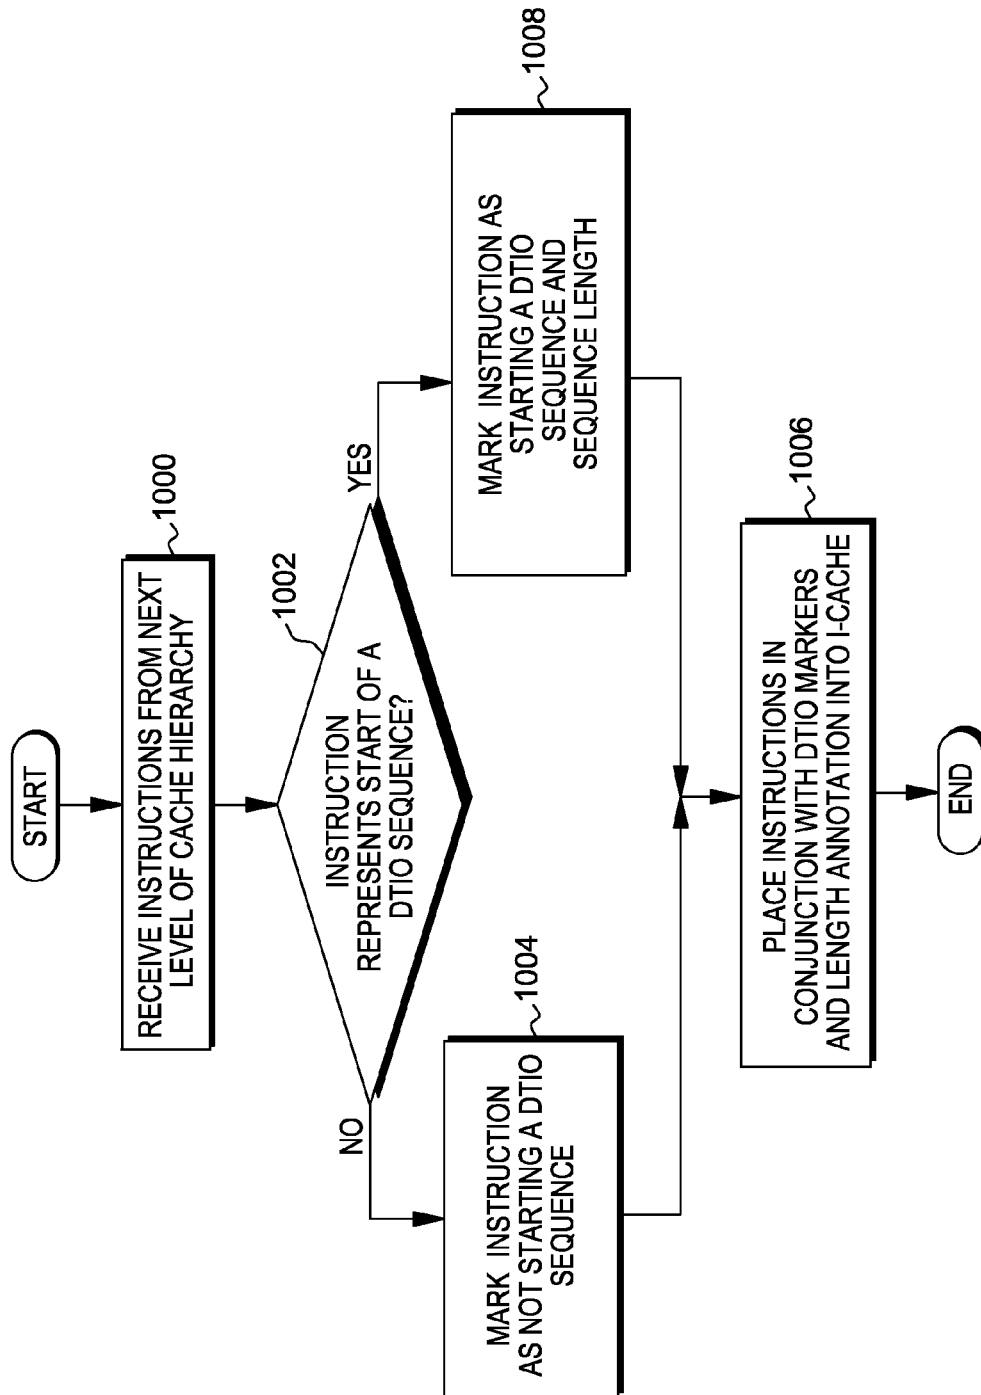 START
RECEIVE INSTRUCTIONS FROM NEXT
LEVEL OF CACHE HIERARCHY
1000
INSTRUCTION
REPRESENTS START OF A
DTIO SEQUENCE?
1002
NO
YES
MARK INSTRUCTION
AS NOT STARTING A DTIO
SEQUENCE
1004
MARK INSTRUCTION AS
STARTING A DTIO
SEQUENCE AND
SEQUENCE LENGTH
1008
PLACE INSTRUCTIONS IN
CONJUNCTION WITH DTIO MARKERS
AND LENGTH ANNOTATION INTO I-CACHE
1006
END